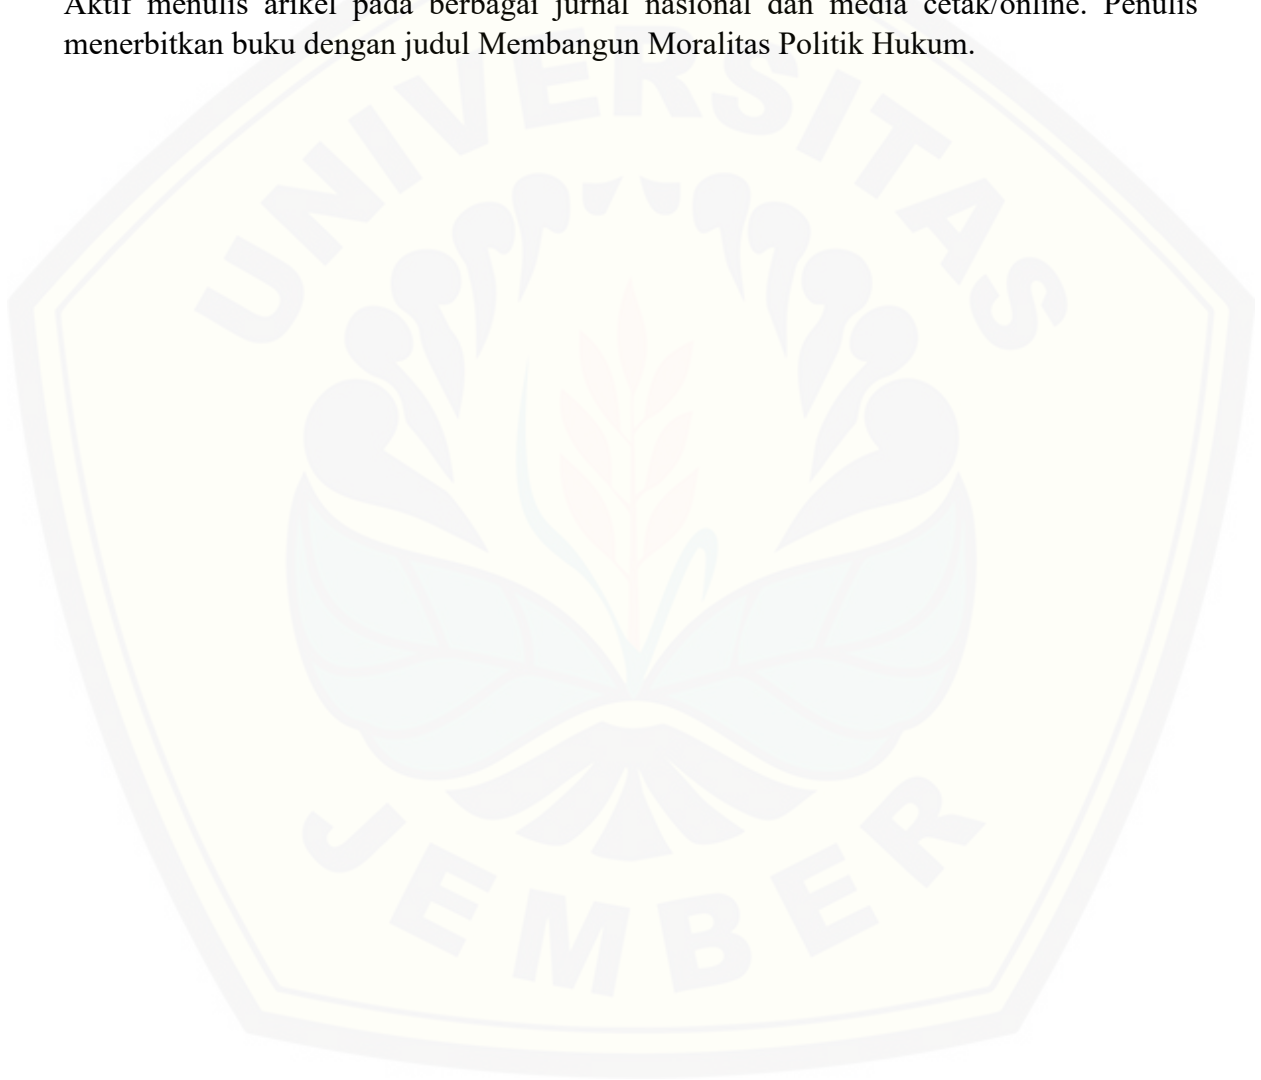 Aktif menulis arikel pada berbagai jurnal nasional dan media cetak/online. Penulis
menerbitkan buku dengan judul Membangun Moralitas Politik Hukum.
UNIVERSITAS
JEMBER